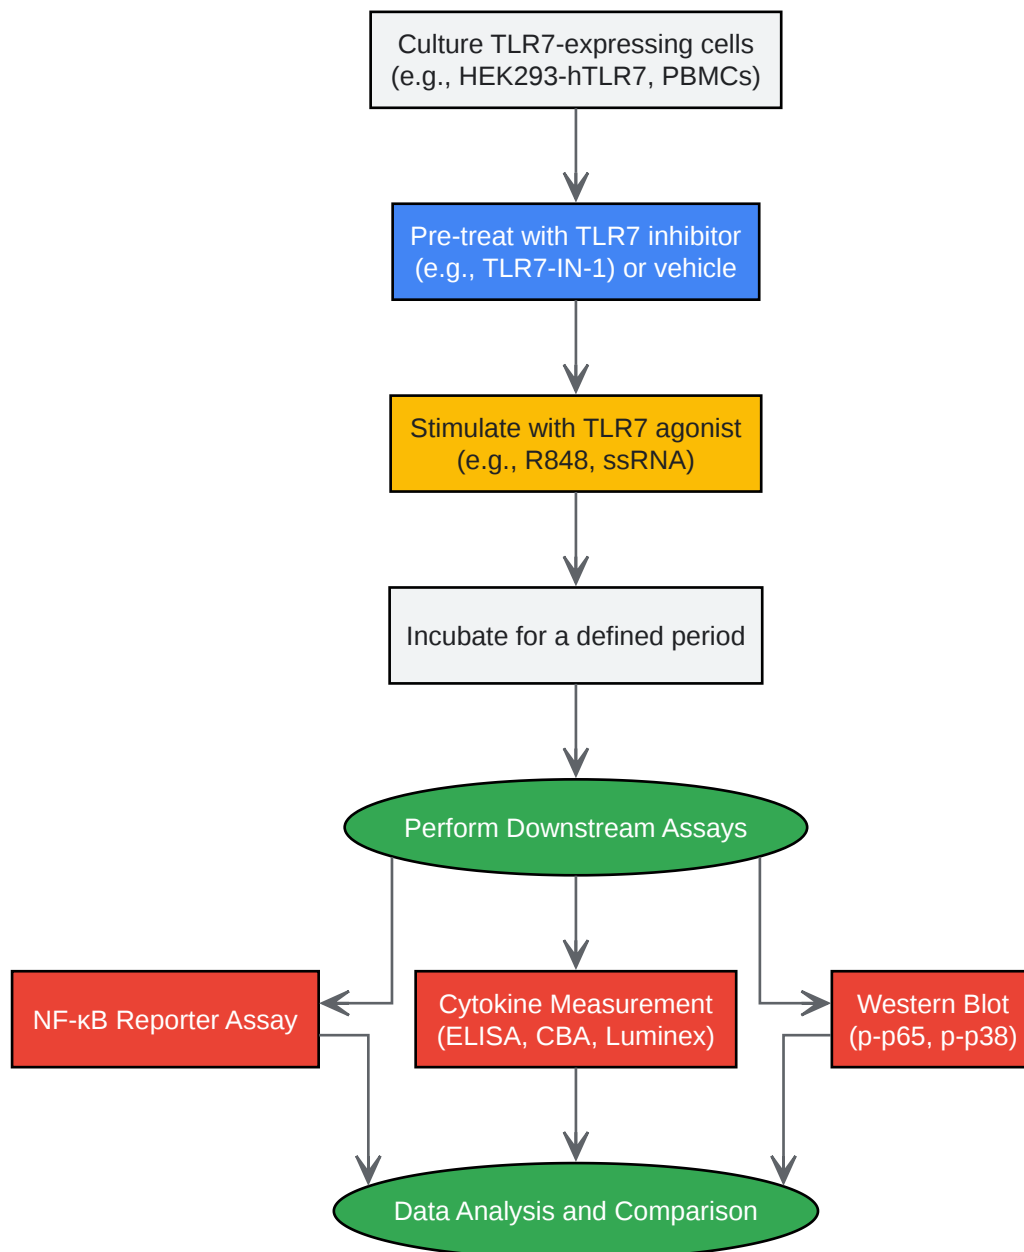 Culture TLR7-expressing cells
(e.g., HEK293-hTLR7, PBMCs)
Pre-treat with TLR7 inhibitor
(e.g., TLR7-IN-1) or vehicle
Stimulate with TLR7 agonist
(e.g., R848, ssRNA)
Incubate for a defined period
Perform Downstream Assays
NF-κB Reporter Assay
Cytokine Measurement
(ELISA, CBA, Luminex)
Western Blot
(p-p65, p-p38)
Data Analysis and Comparison